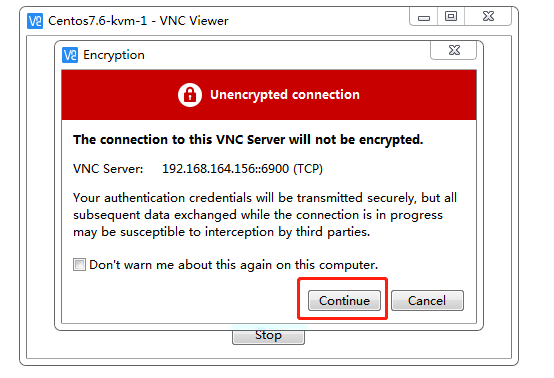 Centos7.6-kvm-1 - VNC Viewer
Encryption
Unencrypted connection
The connection to this VNC Server will not be encrypted.
VNC Server: 192.168.164.156::6900 (TCP)
Your authentication credentials will be transmitted securely, but all
subsequent data exchanged while the connection is in progress
may be susceptible to interception by third parties.
Don't warn me about this again on this computer.
Continue Cancel
Stop